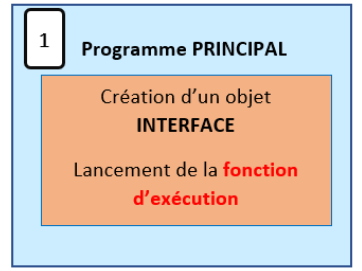 1
Programme PRINCIPAL
Création d’un objet
INTERFACE
Lancement de la fonction
d’exécution